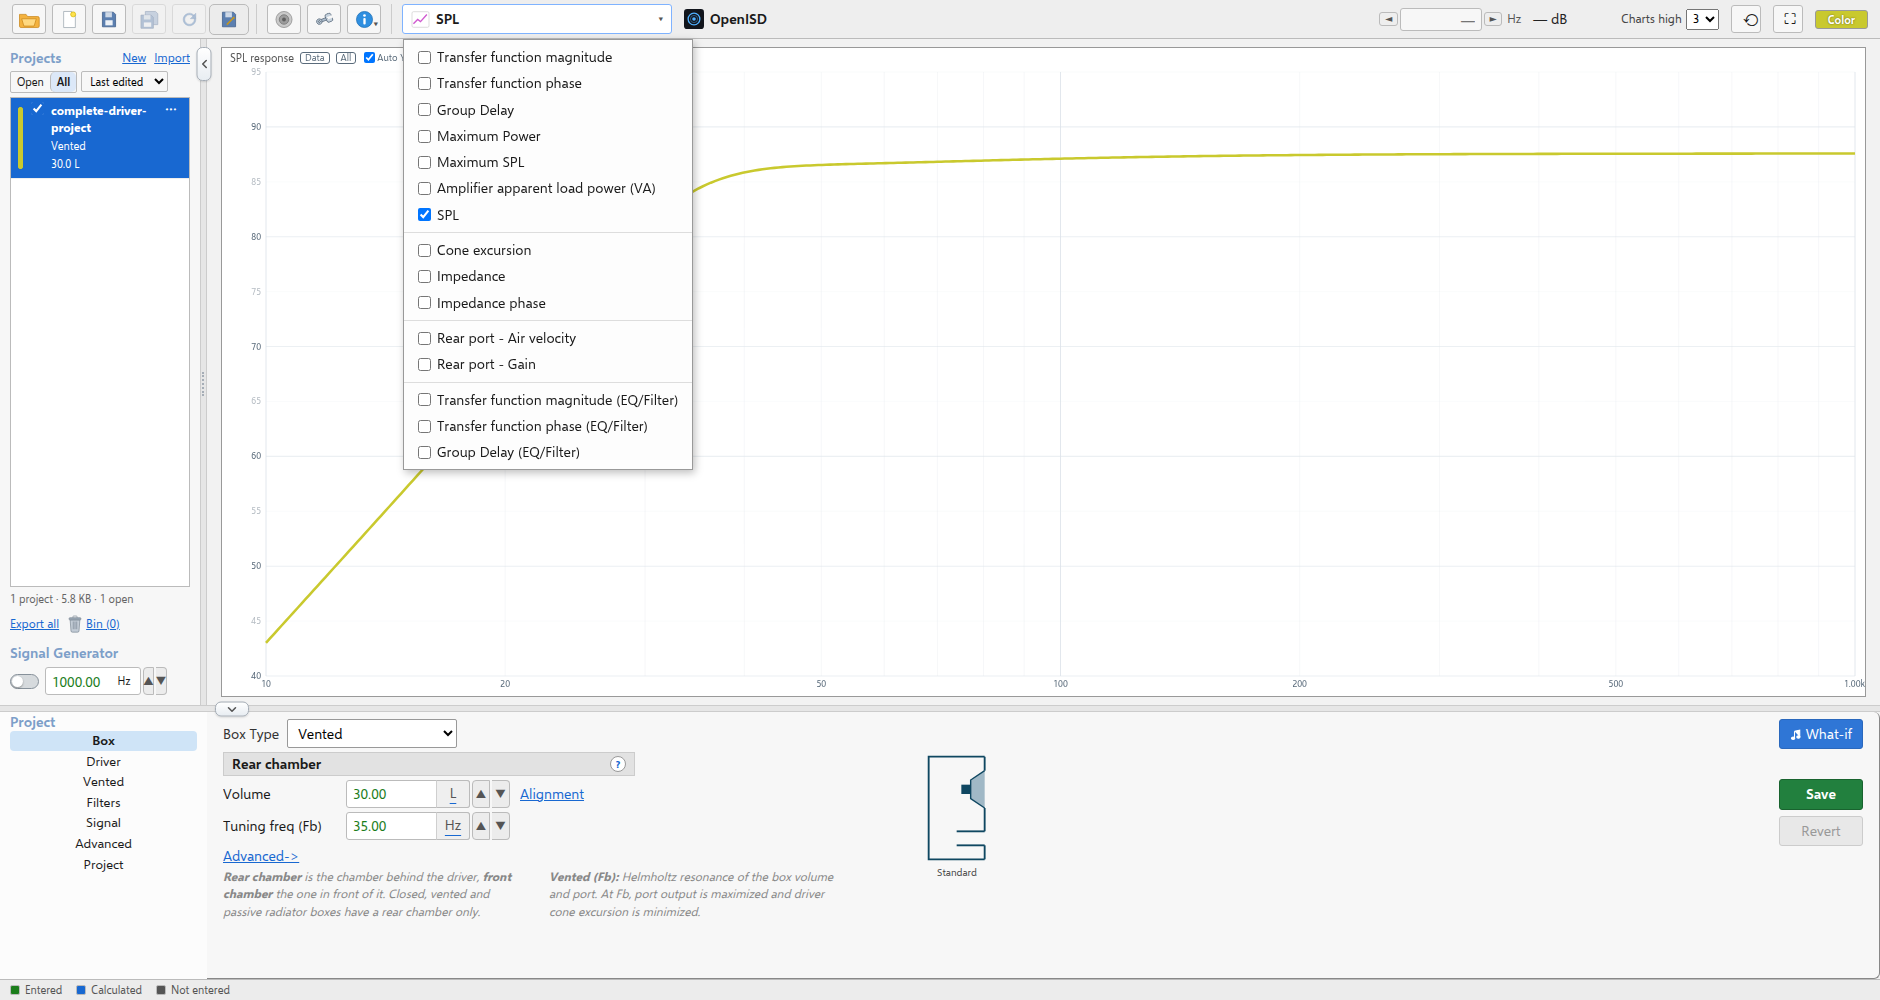 SPL
OpenISD
—
Hz
— dB
Charts high
3
Color
Projects
New
Import
Open
All
Last edited
complete-driver-
project
Vented
30.0 L
1 project · 5.8 KB · 1 open
Export all
Bin (0)
Signal Generator
1000.00
Hz
SPL response
Data
All
Auto
Transfer function magnitude
Transfer function phase
Group Delay
Maximum Power
Maximum SPL
Amplifier apparent load power (VA)
SPL
Cone excursion
Impedance
Impedance phase
Rear port - Air velocity
Rear port - Gain
Transfer function magnitude (EQ/Filter)
Transfer function phase (EQ/Filter)
Group Delay (EQ/Filter)
95
90
85
80
75
70
65
60
55
50
45
40
10
20
50
100
200
500
1.00k
Project
Box
Driver
Vented
Filters
Signal
Advanced
Project
Box Type
Vented
Rear chamber
?
Volume
30.00
L
Alignment
Tuning freq (Fb)
35.00
Hz
Advanced->
Rear chamber is the chamber behind the driver, front
chamber the one in front of it. Closed, vented and
passive radiator boxes have a rear chamber only.
Vented (Fb): Helmholtz resonance of the box volume
and port. At Fb, port output is maximized and driver
cone excursion is minimized.
Standard
What-if
Save
Revert
Entered
Calculated
Not entered